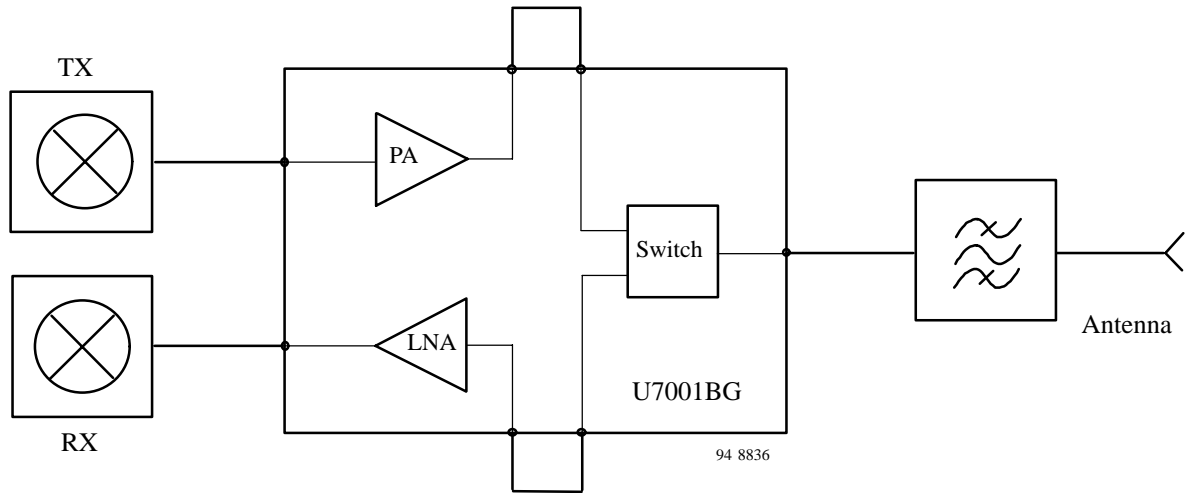 TX
PA
Switch
LNA
Antenna
U7001BG
RX
94 8836